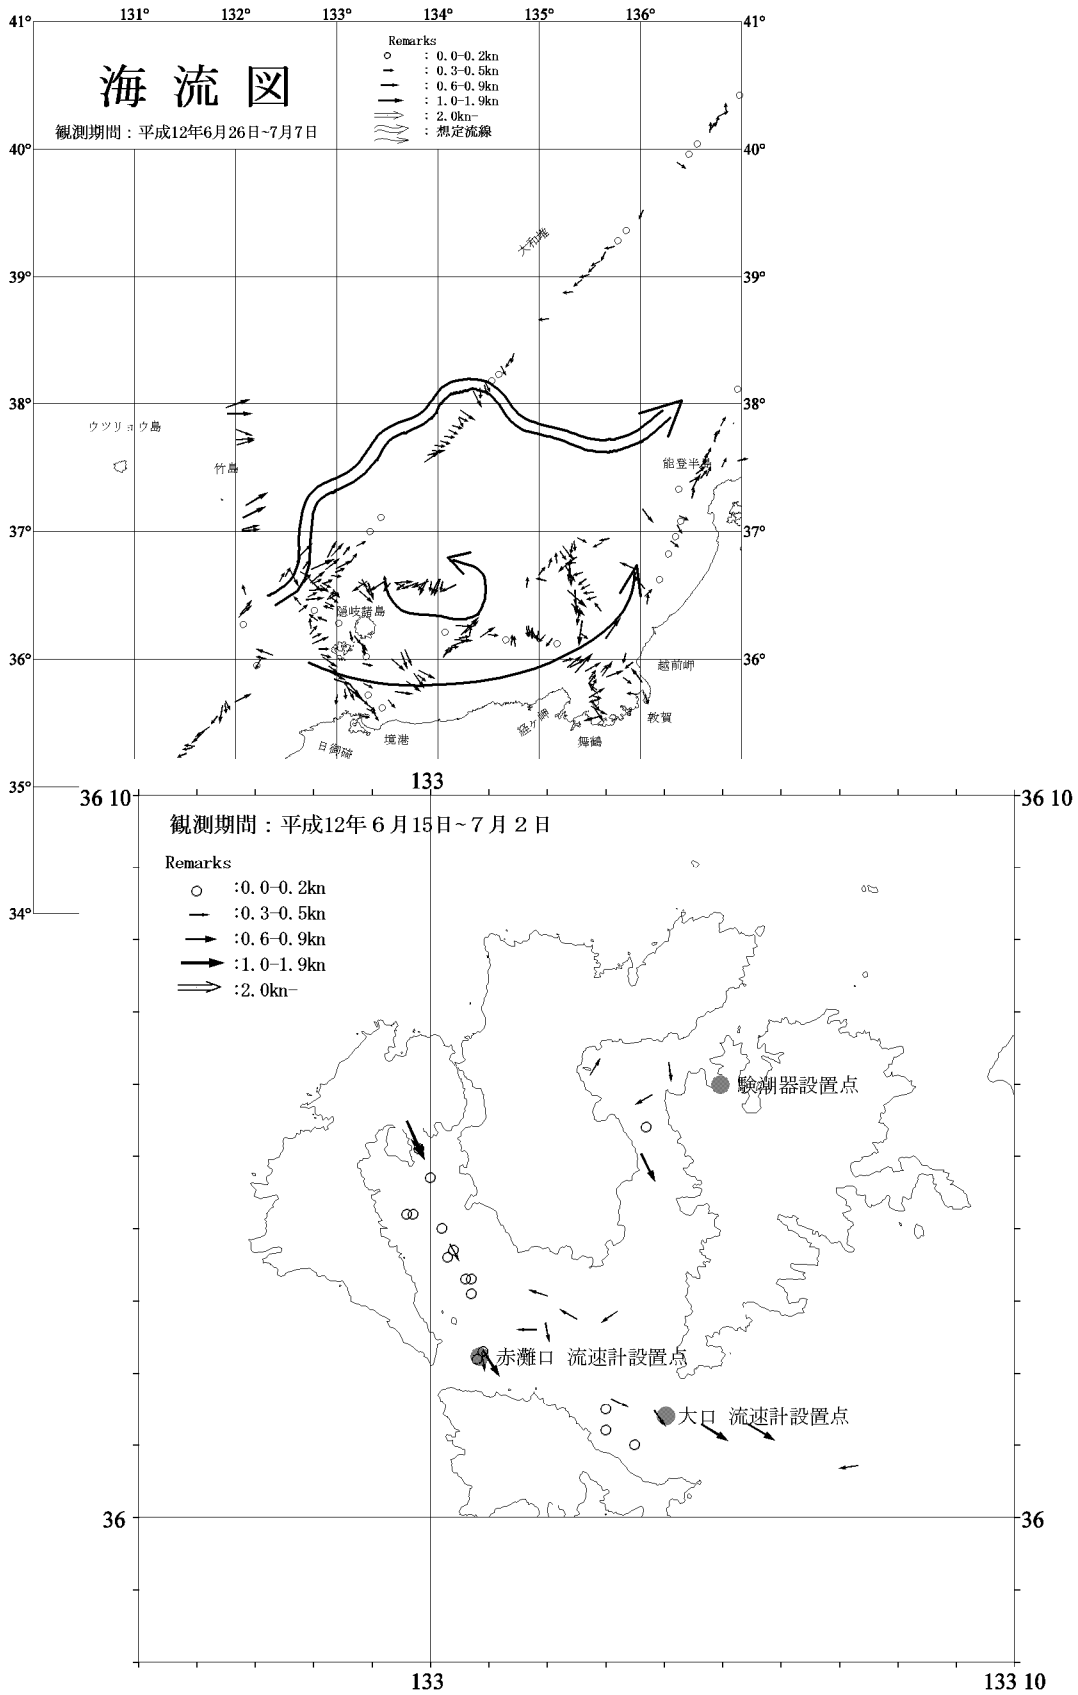 131° 132° 133° 134° 135° 136°
41° 41°
海流図
観測期間：平成12年6月26日~7月7日
Remarks
：0.0-0.2kn
：0.3-0.5kn
：0.6-0.9kn
：1.0-1.9kn
：2.0kn-
：想定流線
40° 40°
大和堆
39° 39°
38° 38°
ウツリョウ島
竹島
能登半島
37° 37°
隠岐諸島
36° 36°
越前岬
敦賀
経ケ岬
舞鶴
境港
日御碕
35°
34°
133
36 10 36 10
観測期間：平成12年６月15日~７月２日
Remarks
:0.0-0.2kn
:0.3-0.5kn
:0.6-0.9kn
:1.0-1.9kn
:2.0kn-
験潮器設置点
赤灘口 流速計設置点
大口 流速計設置点
36 36
133 133 10